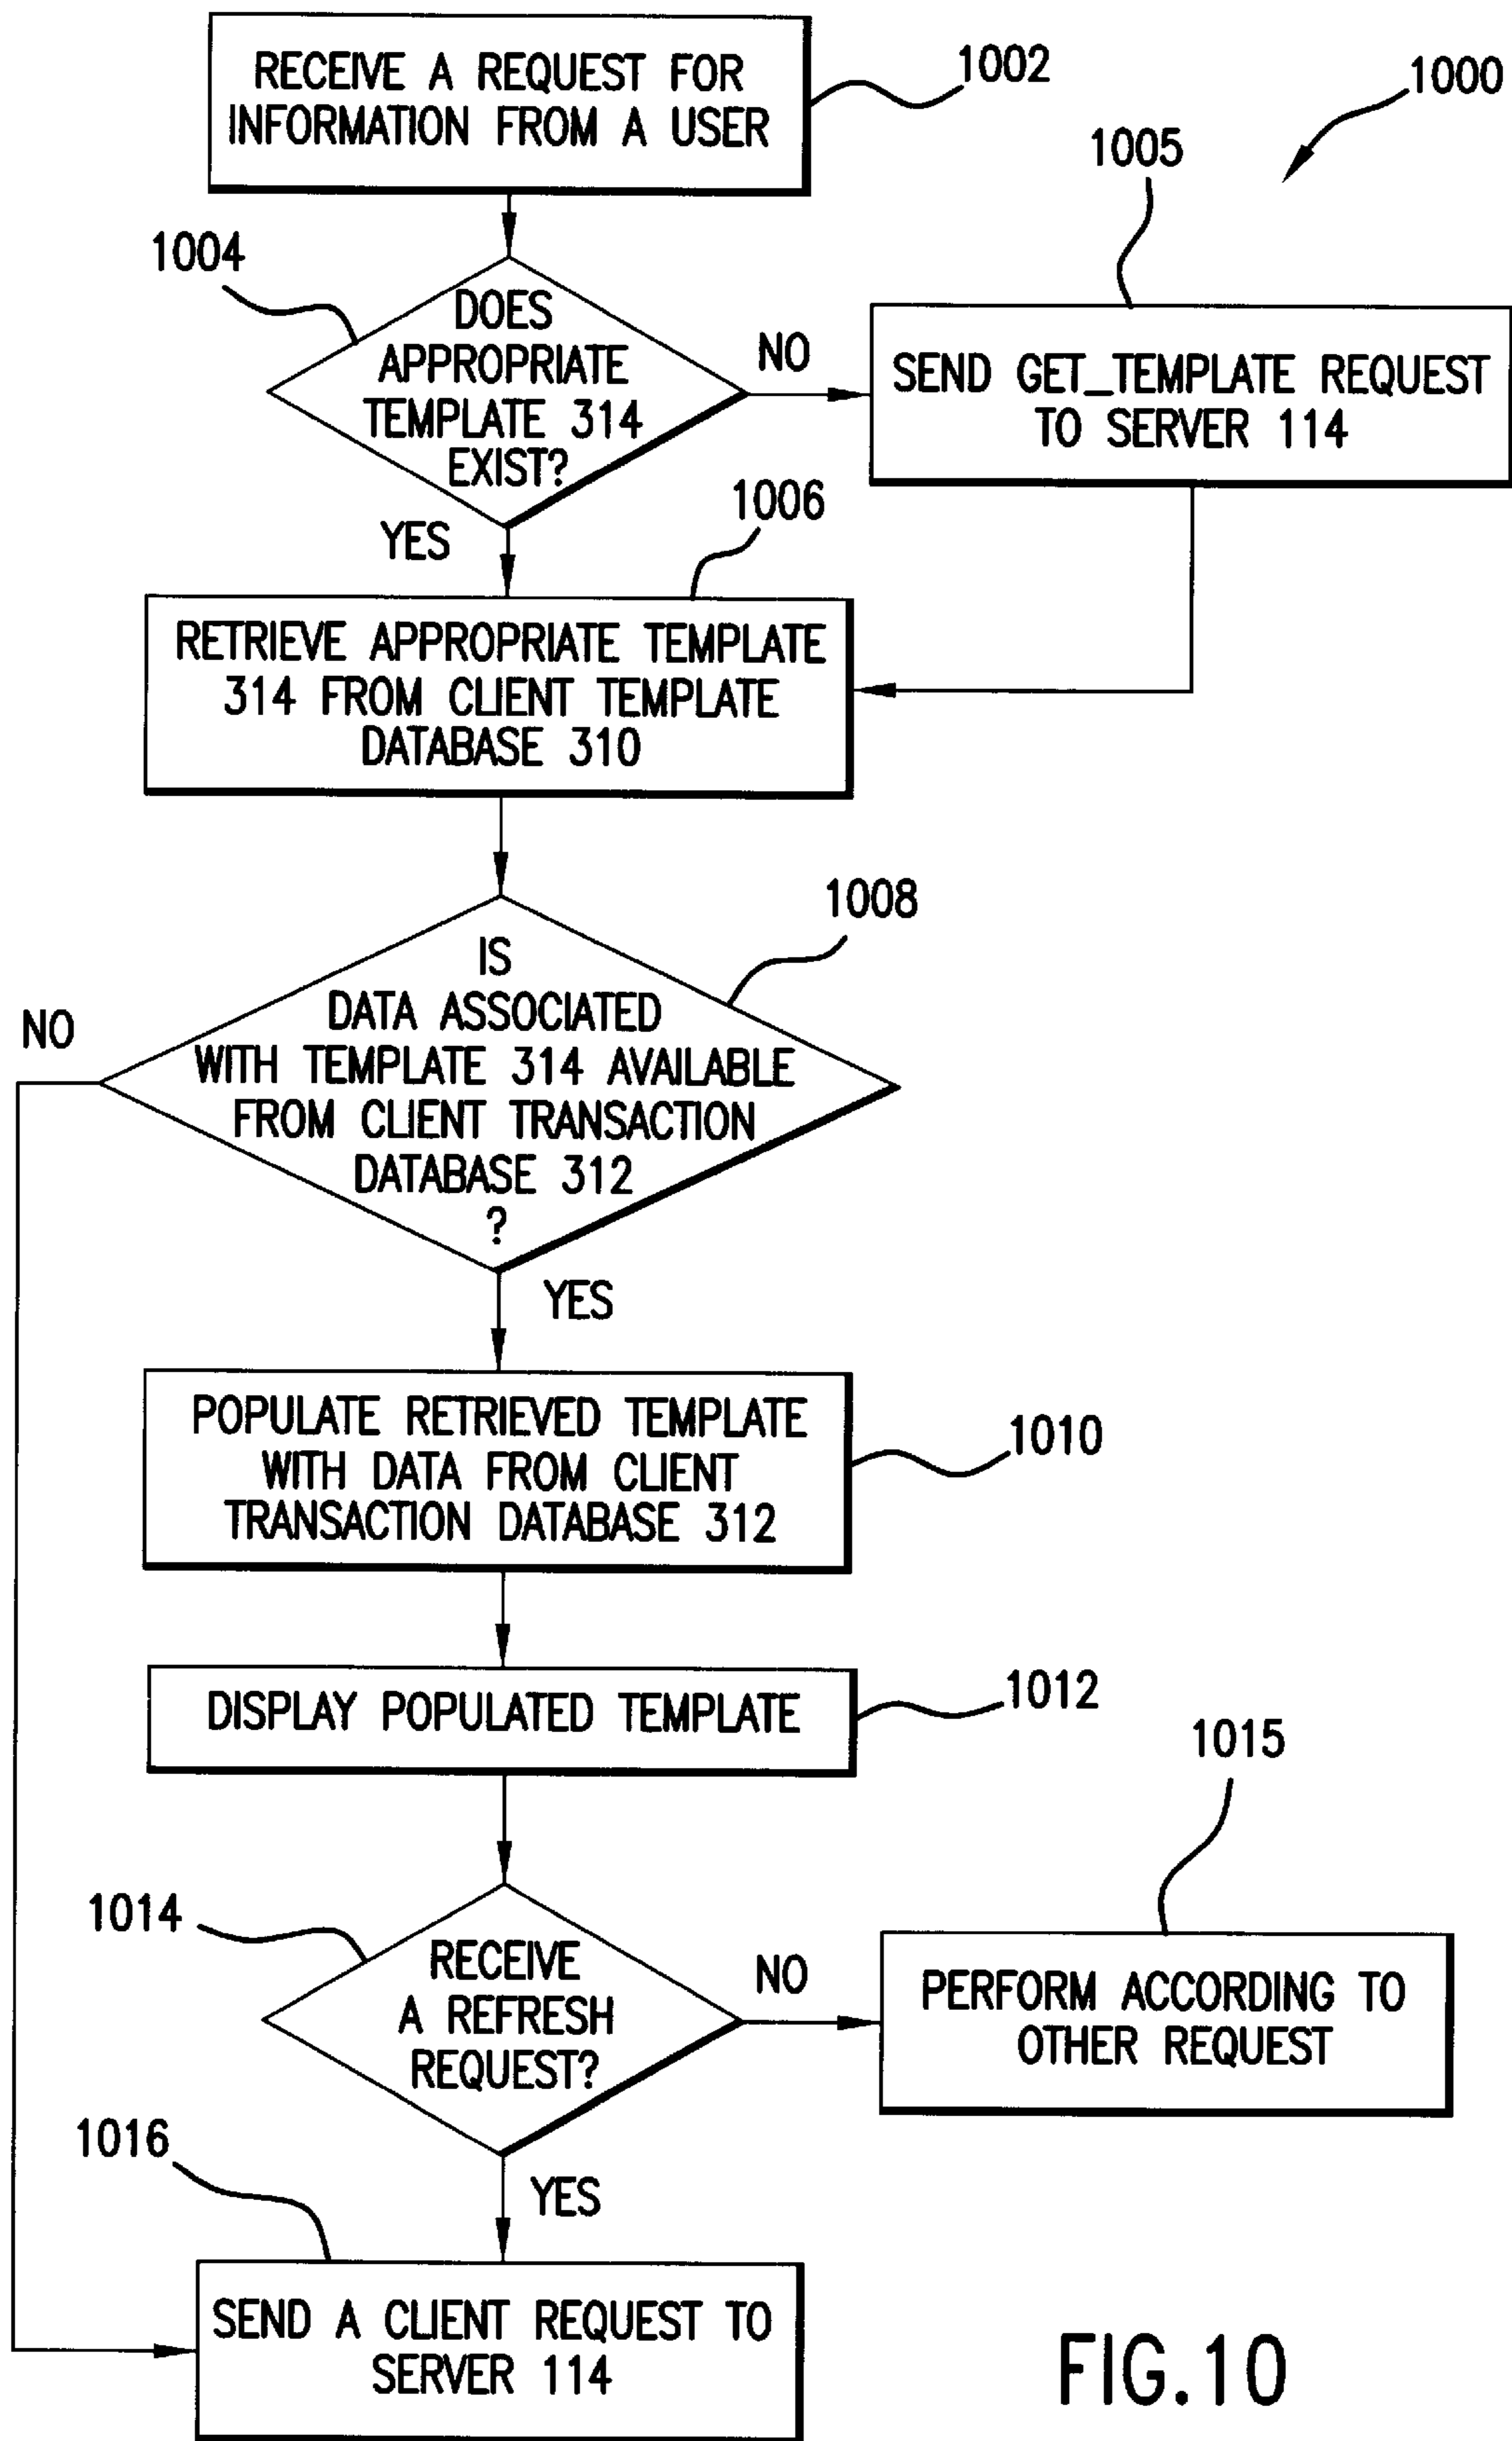 RECEIVE A REQUEST FOR
INFORMATION FROM A USER
1002
1000
1004
DOES
APPROPRIATE
TEMPLATE 314
EXIST?
NO
1005
SEND GET_TEMPLATE REQUEST
TO SERVER 114
YES
1006
RETRIEVE APPROPRIATE TEMPLATE
314 FROM CLIENT TEMPLATE
DATABASE 310
1008
IS
DATA ASSOCIATED
WITH TEMPLATE 314 AVAILABLE
FROM CLIENT TRANSACTION
DATABASE 312
?
NO
YES
POPULATE RETRIEVED TEMPLATE
WITH DATA FROM CLIENT
TRANSACTION DATABASE 312
1010
DISPLAY POPULATED TEMPLATE
1012
1014
RECEIVE
A REFRESH
REQUEST?
NO
1015
PERFORM ACCORDING TO
OTHER REQUEST
YES
1016
SEND A CLIENT REQUEST TO
SERVER 114
FIG.10